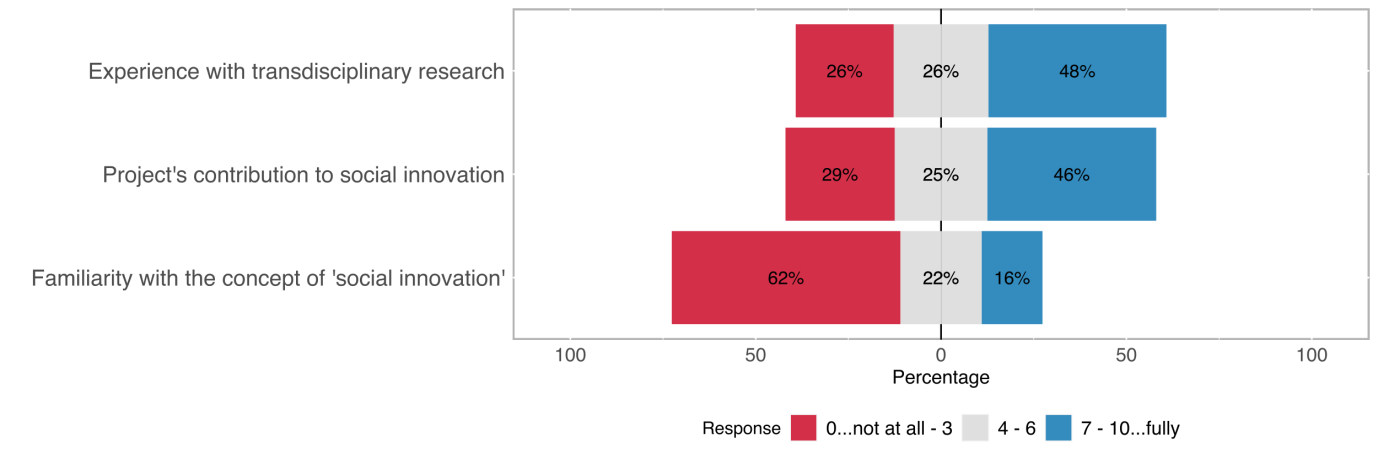 Experience with transdisciplinary research
26% 26% 48%
Project's contribution to social innovation
29% 25% 46%
Familiarity with the concept of 'social innovation'
62% 22% 16%
100 50 0 50 100
Percentage
Response 0...not at all - 3 4 - 6 7 - 10...fully